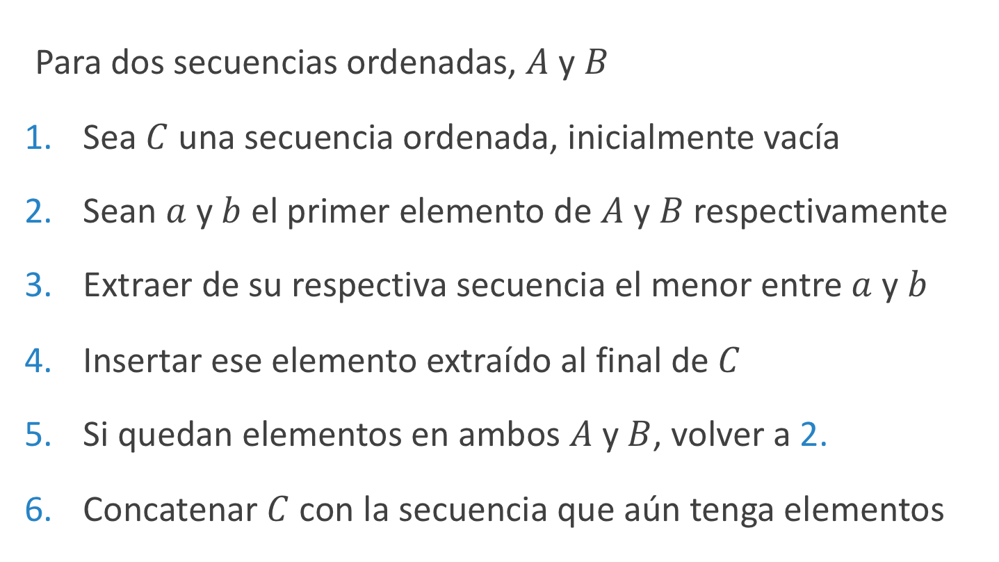 Para dos secuencias ordenadas, A y B
1. Sea C una secuencia ordenada, inicialmente vacía
2. Sean a y b el primer elemento de A y B respectivamente
3. Extraer de su respectiva secuencia el menor entre a y b
4. Insertar ese elemento extraído al final de C
5. Si quedan elementos en ambos A y B, volver a 2.
6. Concatenar C con la secuencia que aún tenga elementos